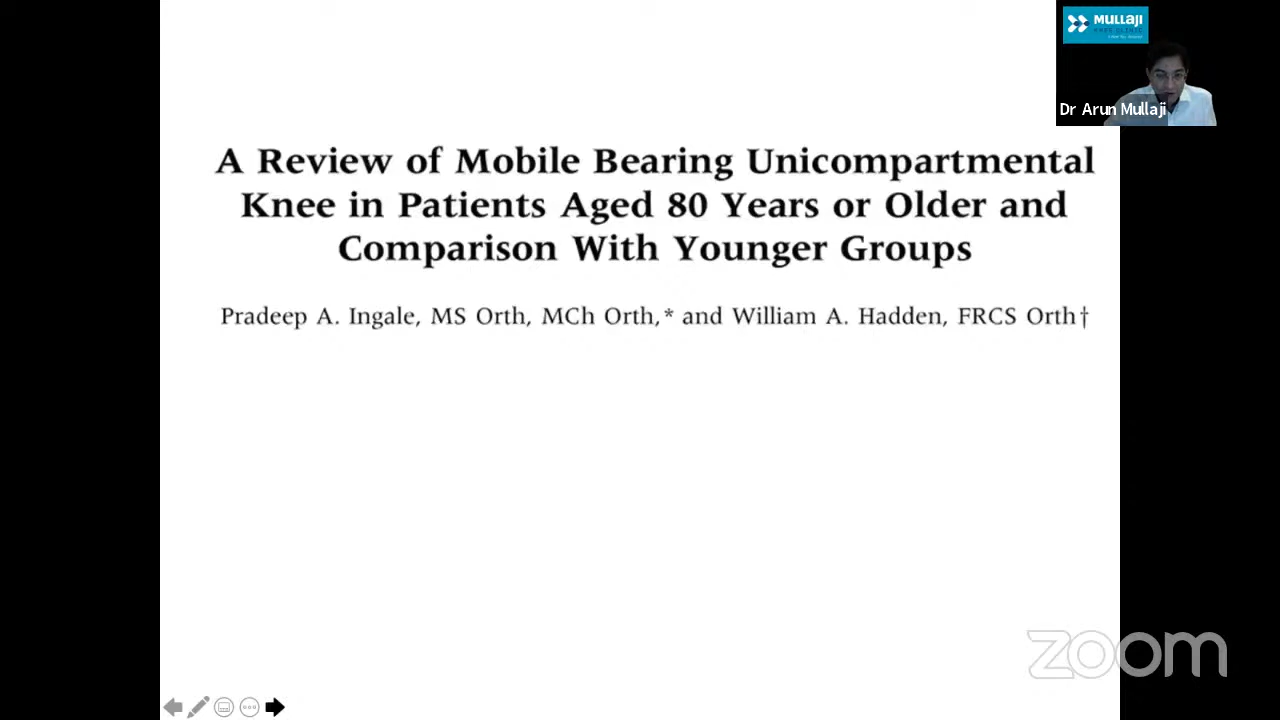 MULLAJI
Dr Arun Mullaji
A Review of Mobile Bearing Unicompartmental
Knee in Patients Aged 80 Years or Older and
Comparison With Younger Groups
Pradeep A. Ingale, MS Orth, MCh Orth,* and William A. Hadden, FRCS Orth†
zoom